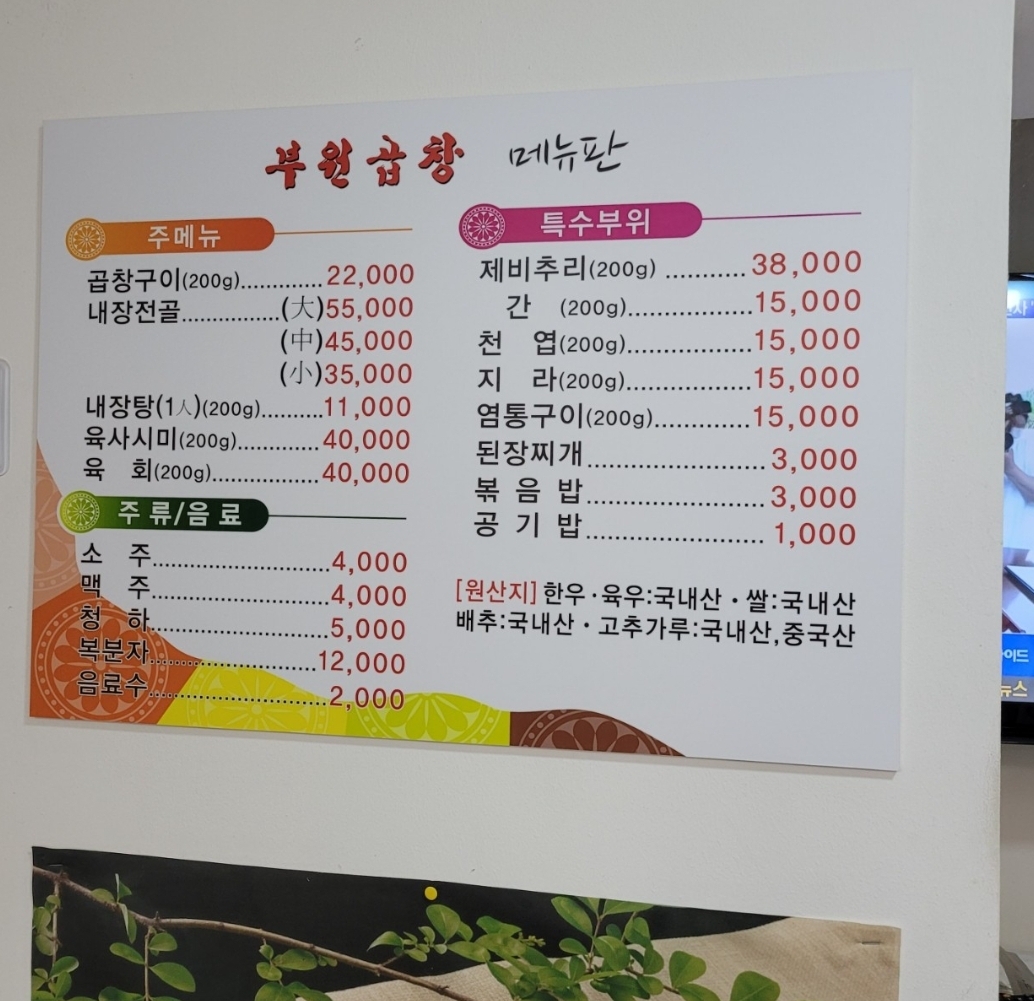 부원곱창 메뉴판
주메뉴
곱창구이(200g).............22,000
내장전골................(大)55,000
(中)45,000
(小)35,000
내장탕(1人)(200g)..........11,000
육사시미(200g)..............40,000
육 회(200g)..................40,000
주 류/음 료
소 주.............................4,000
맥 주.............................4,000
청 하.............................5,000
복분자...........................12,000
음료수.............................2,000
특수부위
제비추리(200g) ...........38,000
간 (200g)..................15,000
천 엽(200g)..................15,000
지 라(200g)..................15,000
염통구이(200g)..............15,000
된장찌개.........................3,000
볶 음 밥.........................3,000
공 기 밥.........................1,000
[원산지] 한우·육우:국내산·쌀:국내산
배추:국내산·고추가루:국내산,중국산
이드
뉴스